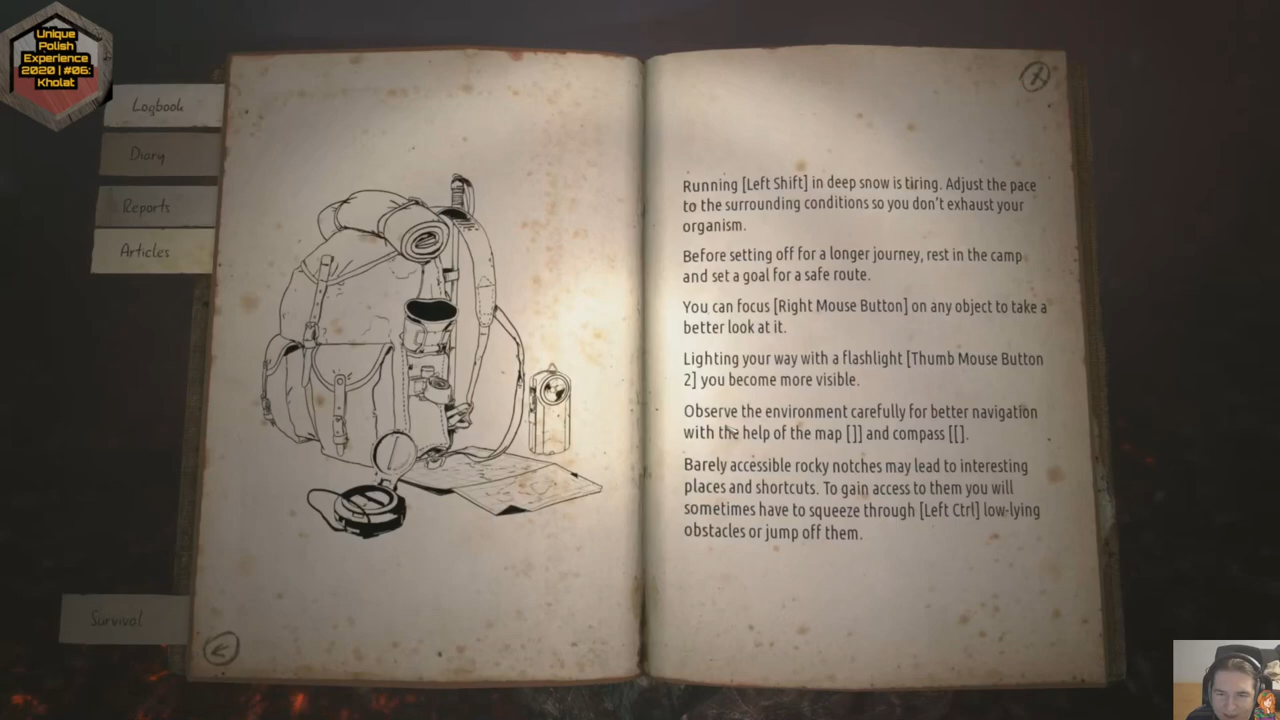 Unique
Polish
Experience
2020 | #06:
Kholat
Logbook
Diary
Reports
Articles
Survival
Running [Left Shift] in deep snow is tiring. Adjust the pace
to the surrounding conditions so you don't exhaust your
organism.
Before setting off for a longer journey, rest in the camp
and set a goal for a safe route.
You can focus [Right Mouse Button] on any object to take a
better look at it.
Lighting your way with a flashlight [Thumb Mouse Button
2] you become more visible.
Observe the environment carefully for better navigation
with the help of the map []] and compass [[].
Barely accessible rocky notches may lead to interesting
places and shortcuts. To gain access to them you will
sometimes have to squeeze through [Left Ctrl] low-lying
obstacles or jump off them.